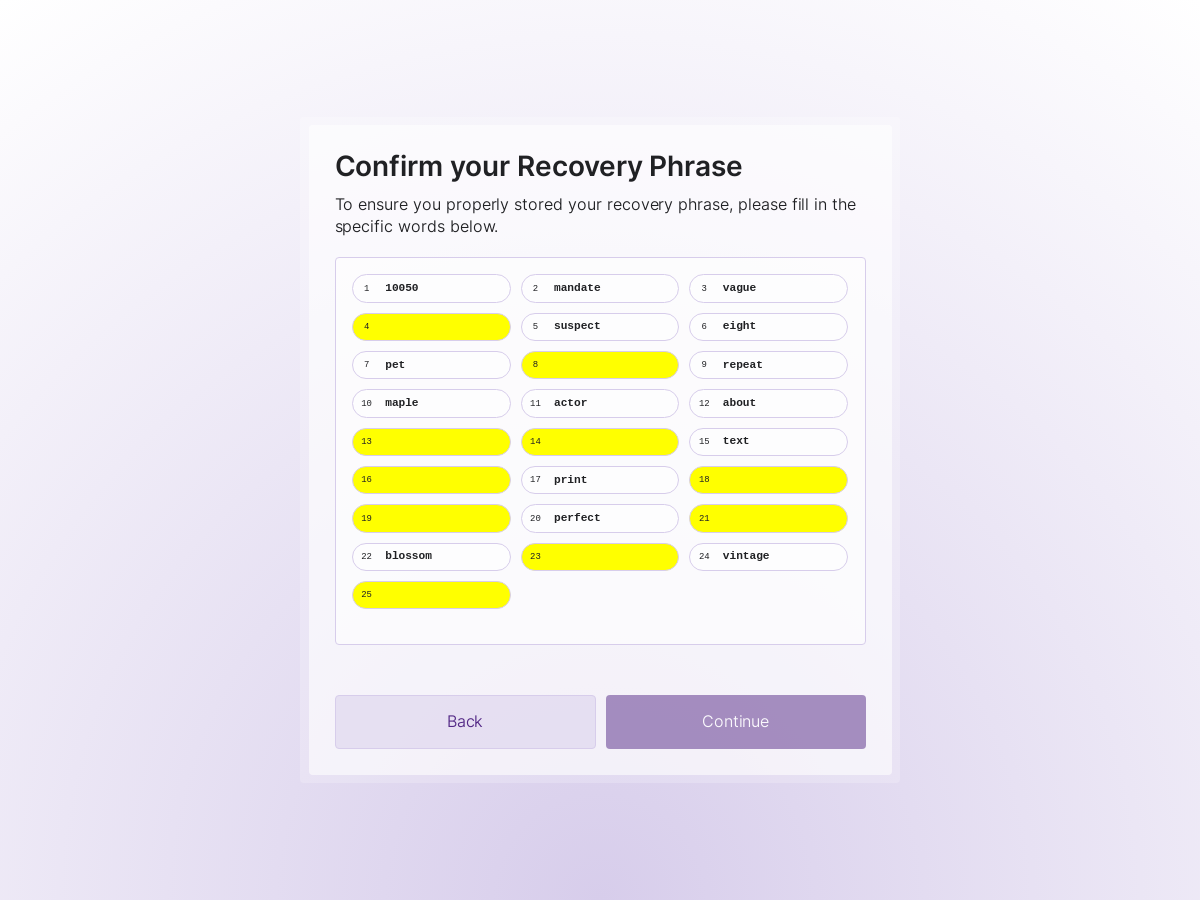 Confirm your Recovery Phrase
To ensure you properly stored your recovery phrase, please fill in the
specific words below.
1 10050 2 mandate 3 vague
4 5 suspect 6 eight
7 pet 8 9 repeat
10 maple 11 actor 12 about
13 14 15 text
16 17 print 18
19 20 perfect 21
22 blossom 23 24 vintage
25
Back Continue